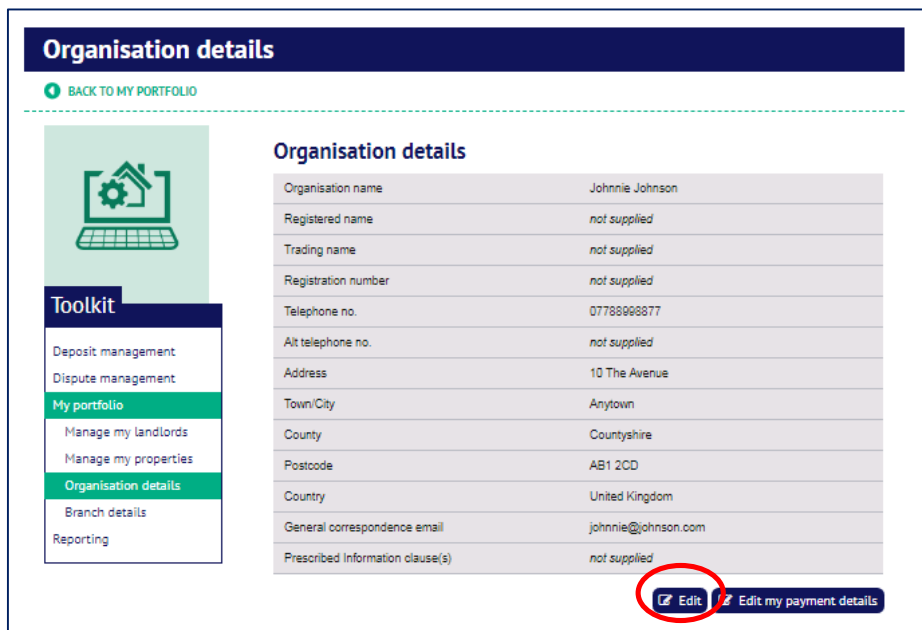 Organisation details
BACK TO MY PORTFOLIO
Toolkit
Deposit management
Dispute management
My portfolio
Manage my landlords
Manage my properties
Organisation details
Branch details
Reporting
Organisation details
Organisation name Johnnie Johnson
Registered name not supplied
Trading name not supplied
Registration number not supplied
Telephone no. 07788998877
Alt telephone no. not supplied
Address 10 The Avenue
Town/City Anytown
County Countyshire
Postcode AB1 2CD
Country United Kingdom
General correspondence email johnnie@johnson.com
Prescribed Information clause(s) not supplied
Edit Edit my payment details